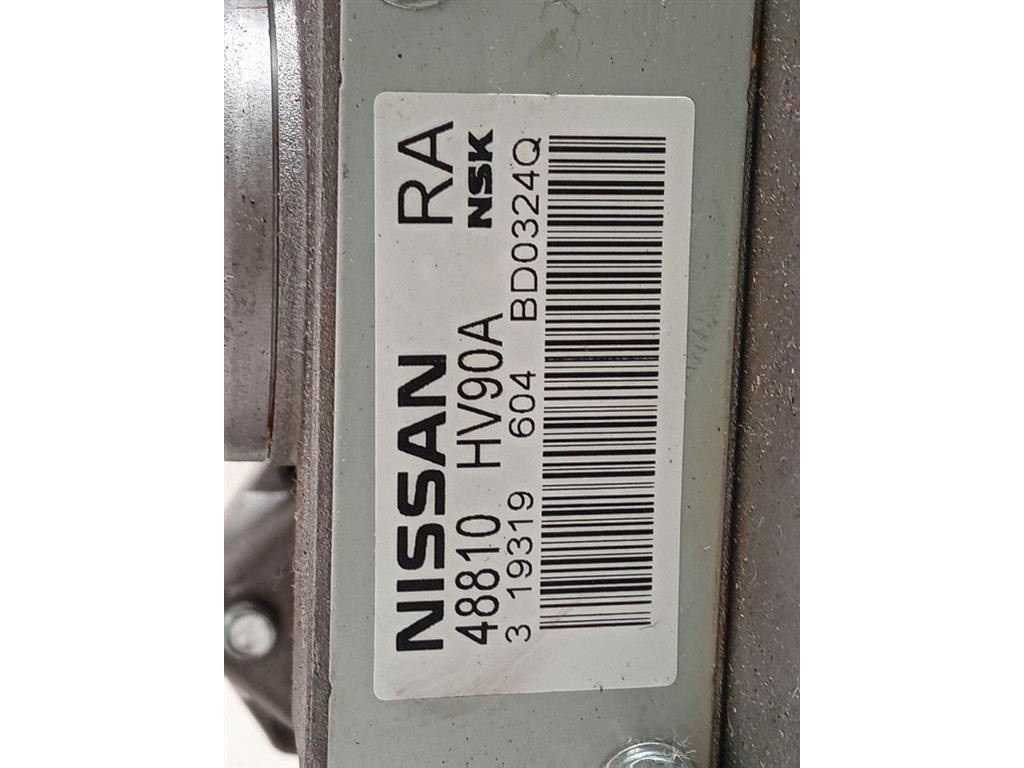 NISSAN RA
48810 HV90A NSK
3 19319 604 BD0324Q